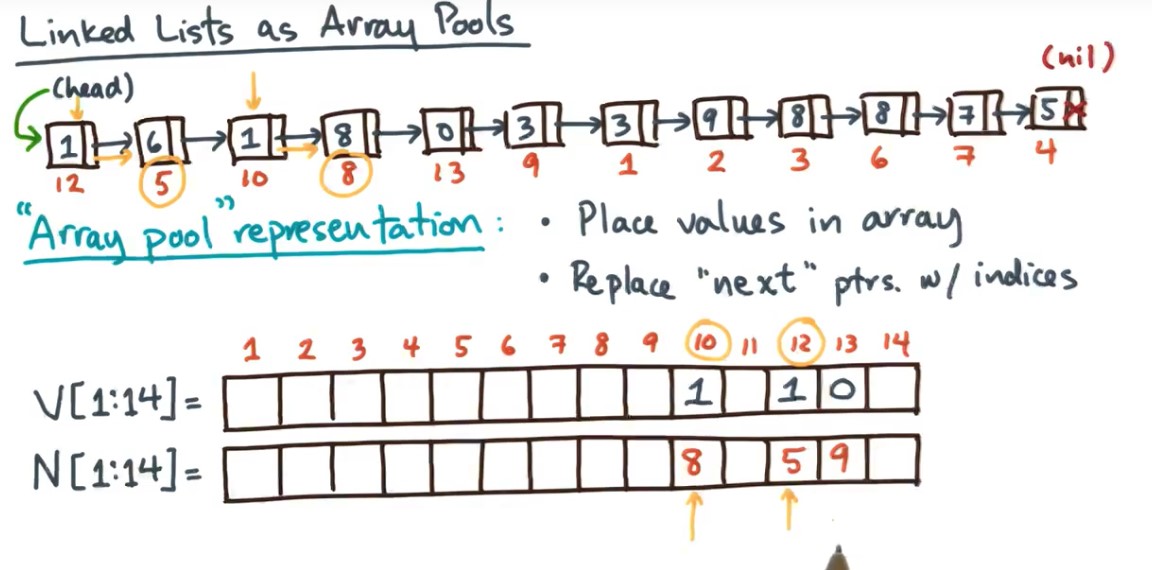 Linked Lists as Array Pools
(nil)
(head)
1 6 1 8 0 3 3 9 8 8 7 5
12 5 10 8 13 9 1 2 3 6 7 4
"Array pool" representation: • Place values in array
• Replace "next" ptrs. w/ indices
1 2 3 4 5 6 7 8 9 10 11 12 13 14
V[1:14]= 1 1 0
N[1:14]= 8 5 9